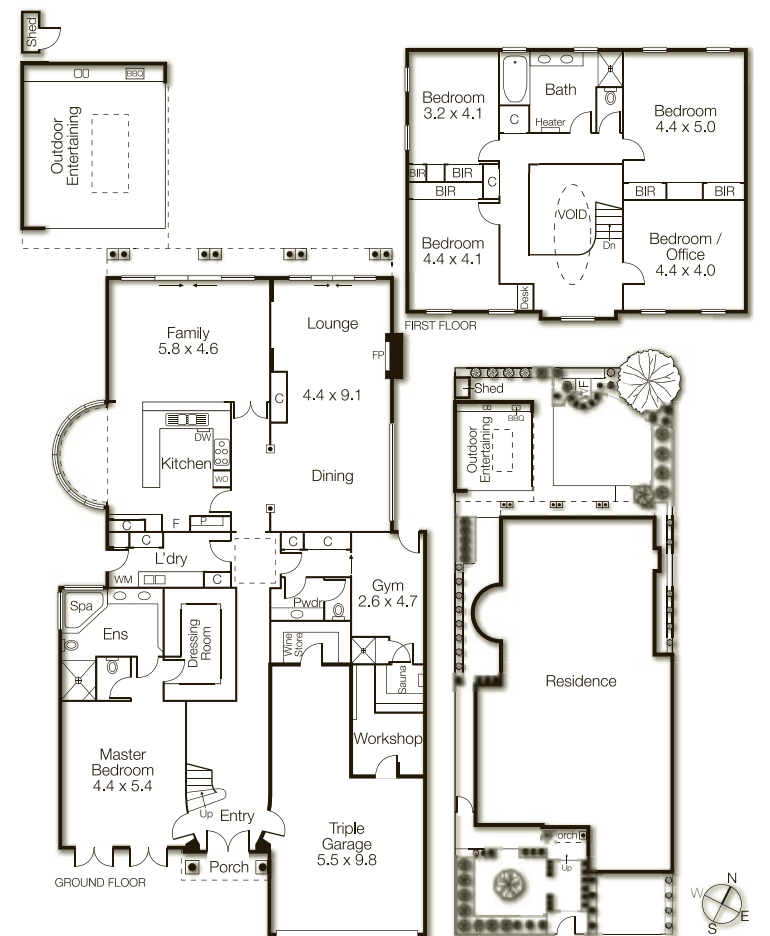 Shed
BBQ
Outdoor
Entertaining
Bedroom
3.2 x 4.1
Bath
C
Heater
Bedroom
4.4 x 5.0
BIR
BIR
BIR
C
BIR
BIR
VOID
Dn
Bedroom
4.4 x 4.1
Bedroom /
Office
4.4 x 4.0
Desk
FIRST FLOOR
Family
5.8 x 4.6
Lounge
FP
4.4 x 9.1
C
DW
Kitchen
WO
Dining
C
F
P
C
L'dry
C
C
WM
C
Gym
2.6 x 4.7
Pwdr
Spa
Ens
Dressing
Room
Wine
Store
Sauna
Workshop
Master
Bedroom
4.4 x 5.4
Up
Entry
Triple
Garage
5.5 x 9.8
Porch
GROUND FLOOR
Shed
WF
BBQ
Outdoor
Entertaining
Residence
Porch
Up
N
W
E
S